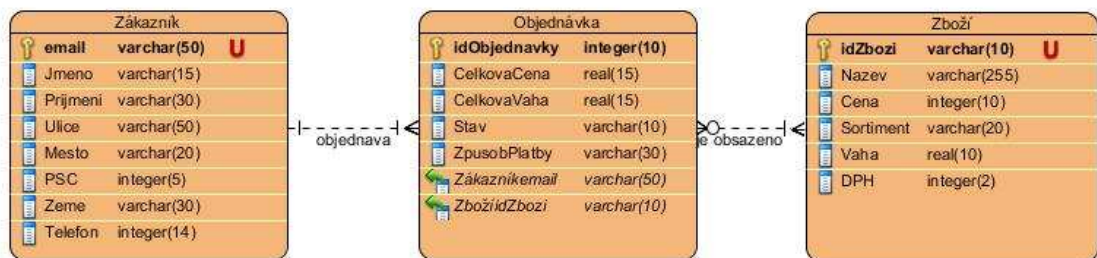 Zákazník
email varchar(50) U
Jmeno varchar(15)
Prijmeni varchar(30)
Ulice varchar(50)
Mesto varchar(20)
PSC integer(5)
Zeme varchar(30)
Telefon integer(14)
objednava
Objednávka
idObjednavky integer(10)
CelkovaCena real(15)
CelkovaVaha real(15)
Stav varchar(10)
ZpusobPlatby varchar(30)
Zákazníkemail varchar(50)
ZbožíidZbozi varchar(10)
je obsazeno
Zboží
idZbozi varchar(10) U
Nazev varchar(255)
Cena integer(10)
Sortiment varchar(20)
Vaha real(10)
DPH integer(2)